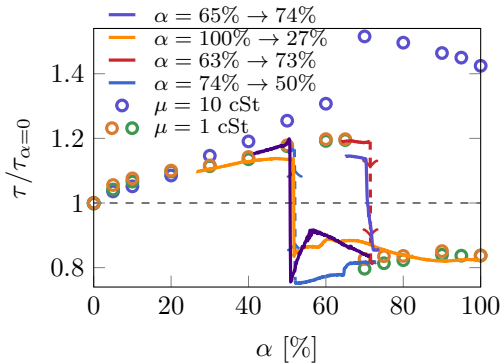 α = 65% → 74%
α = 100% → 27%
α = 63% → 73%
α = 74% → 50%
μ = 10 cSt
μ = 1 cSt
1.4
1.2
1
0.8
τ/τα=0
0 20 40 60 80 100
α [%]